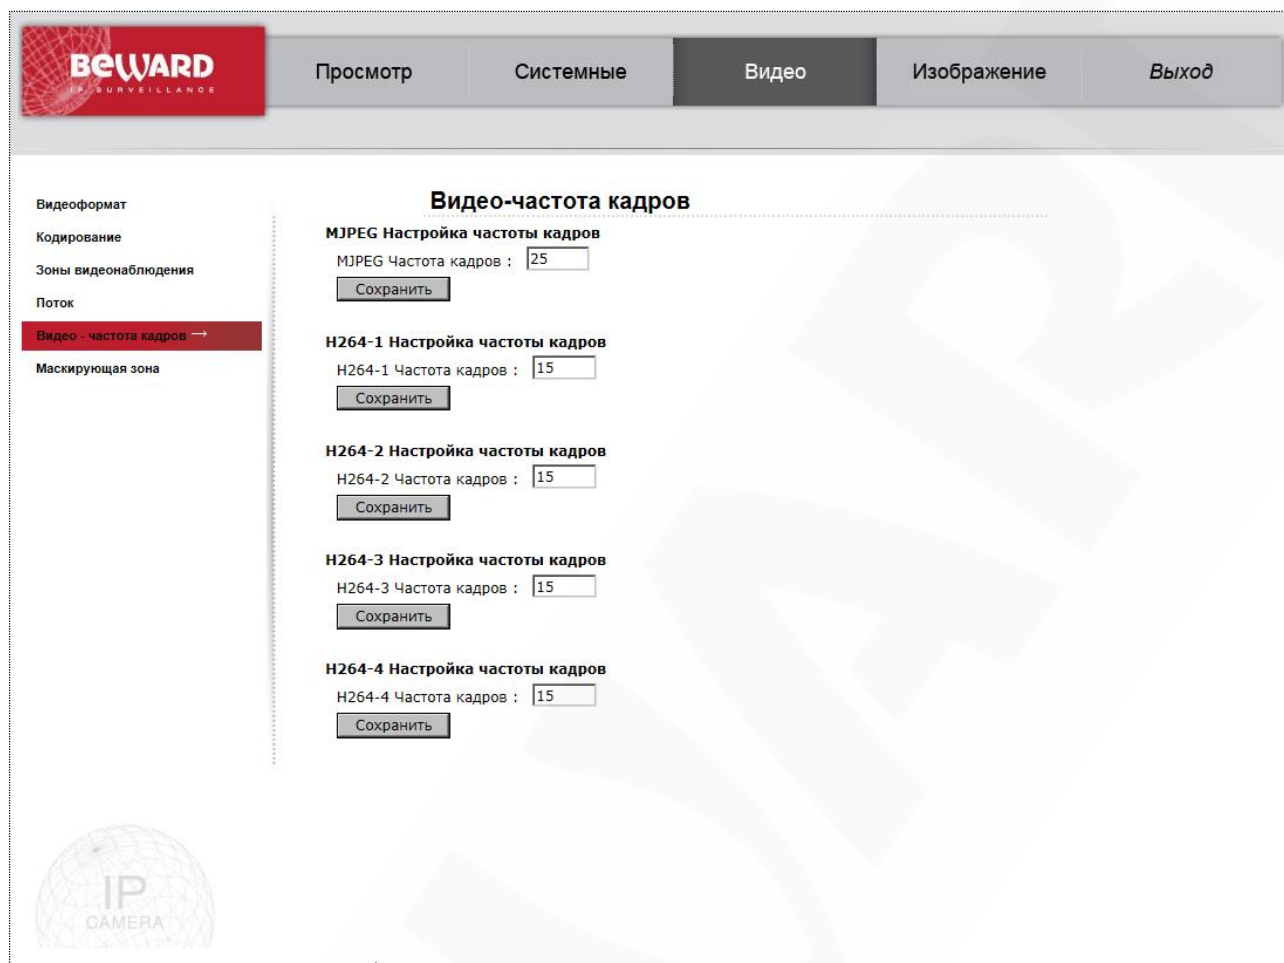 BEWARD
IP SURVEILLANCE
Просмотр
Системные
Видео
Изображение
Выход
Видеоформат
Кодирование
Зоны видеонаблюдения
Поток
Видео - частота кадров →
Маскирующая зона
Видео-частота кадров
MJPEG Настройка частоты кадров
MJPEG Частота кадров : 25
Сохранить
H264-1 Настройка частоты кадров
H264-1 Частота кадров : 15
Сохранить
H264-2 Настройка частоты кадров
H264-2 Частота кадров : 15
Сохранить
H264-3 Настройка частоты кадров
H264-3 Частота кадров : 15
Сохранить
H264-4 Настройка частоты кадров
H264-4 Частота кадров : 15
Сохранить
IP
CAMERA